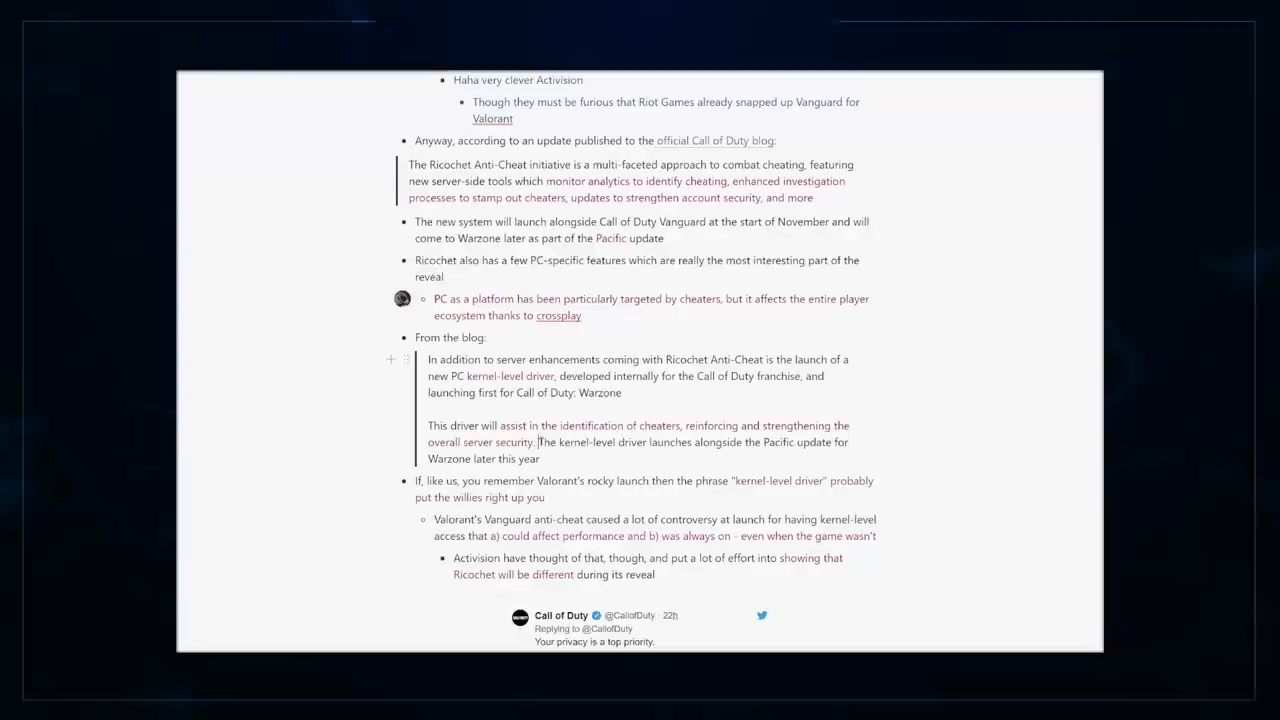 Haha very clever Activision
Though they must be furious that Riot Games already snapped up Vanguard for
Valorant
Anyway, according to an update published to the official Call of Duty blog:
The Ricochet Anti-Cheat initiative is a multi-faceted approach to combat cheating, featuring
new server-side tools which monitor analytics to identify cheating, enhanced investigation
processes to stamp out cheaters, updates to strengthen account security, and more
The new system will launch alongside Call of Duty Vanguard at the start of November and will
come to Warzone later as part of the Pacific update
Ricochet also has a few PC-specific features which are really the most interesting part of the
reveal
PC as a platform has been particularly targeted by cheaters, but it affects the entire player
ecosystem thanks to crossplay
From the blog:
In addition to server enhancements coming with Ricochet Anti-Cheat is the launch of a
new PC kernel-level driver, developed internally for the Call of Duty franchise, and
launching first for Call of Duty: Warzone
This driver will assist in the identification of cheaters, reinforcing and strengthening the
overall server security. The kernel-level driver launches alongside the Pacific update for
Warzone later this year
If, like us, you remember Valorant's rocky launch then the phrase "kernel-level driver" probably
put the willies right up you
Valorant's Vanguard anti-cheat caused a lot of controversy at launch for having kernel-level
access that a) could affect performance and b) was always on - even when the game wasn't
Activision have thought of that, though, and put a lot of effort into showing that
Ricochet will be different during its reveal
Call of Duty @CallofDuty · 22h
Replying to @CallofDuty
Your privacy is a top priority.